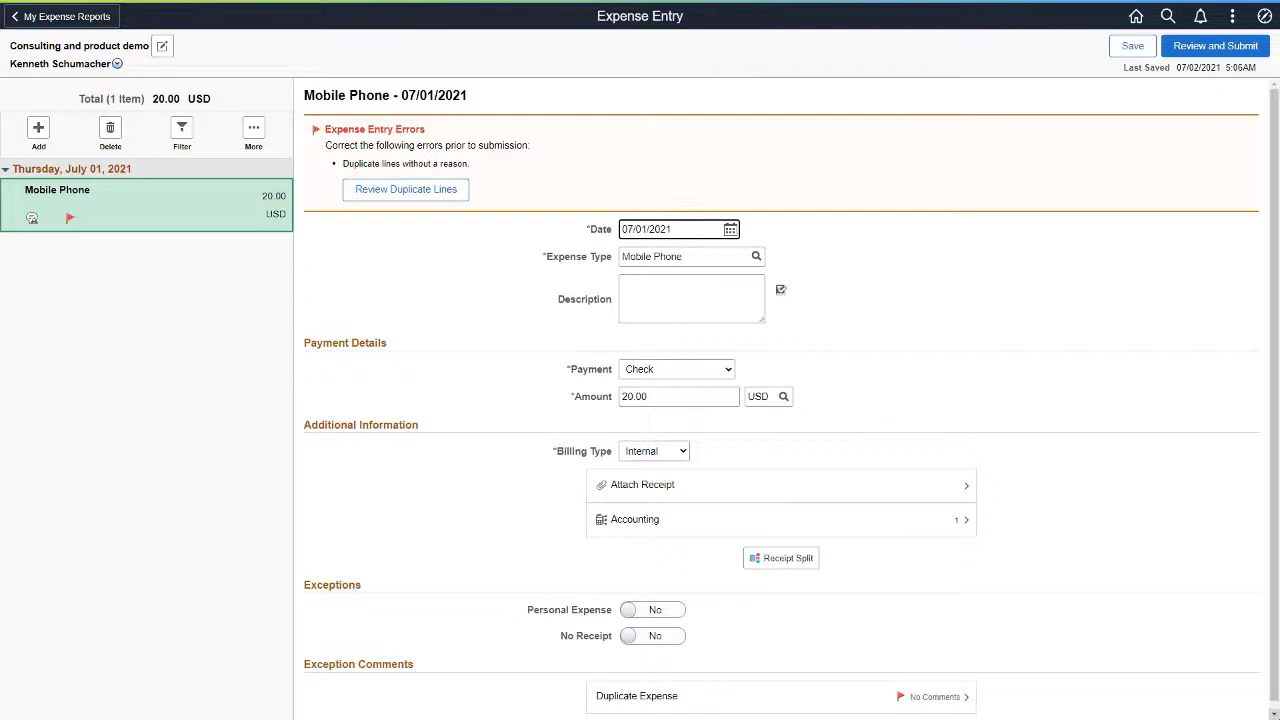 My Expense Reports
Expense Entry
Consulting and product demo
Kenneth Schumacher
Save
Review and Submit
Last Saved 07/02/2021 5:06AM
Total (1 Item) 20.00 USD
Add
Delete
Filter
More
Thursday, July 01, 2021
Mobile Phone
20.00
USD
Mobile Phone - 07/01/2021
Expense Entry Errors
Correct the following errors prior to submission:
• Duplicate lines without a reason.
Review Duplicate Lines
*Date 07/01/2021
*Expense Type Mobile Phone
Description
Payment Details
*Payment Check
*Amount 20.00 USD
Additional Information
*Billing Type Internal
Attach Receipt
Accounting 1
Receipt Split
Exceptions
Personal Expense No
No Receipt No
Exception Comments
Duplicate Expense No Comments